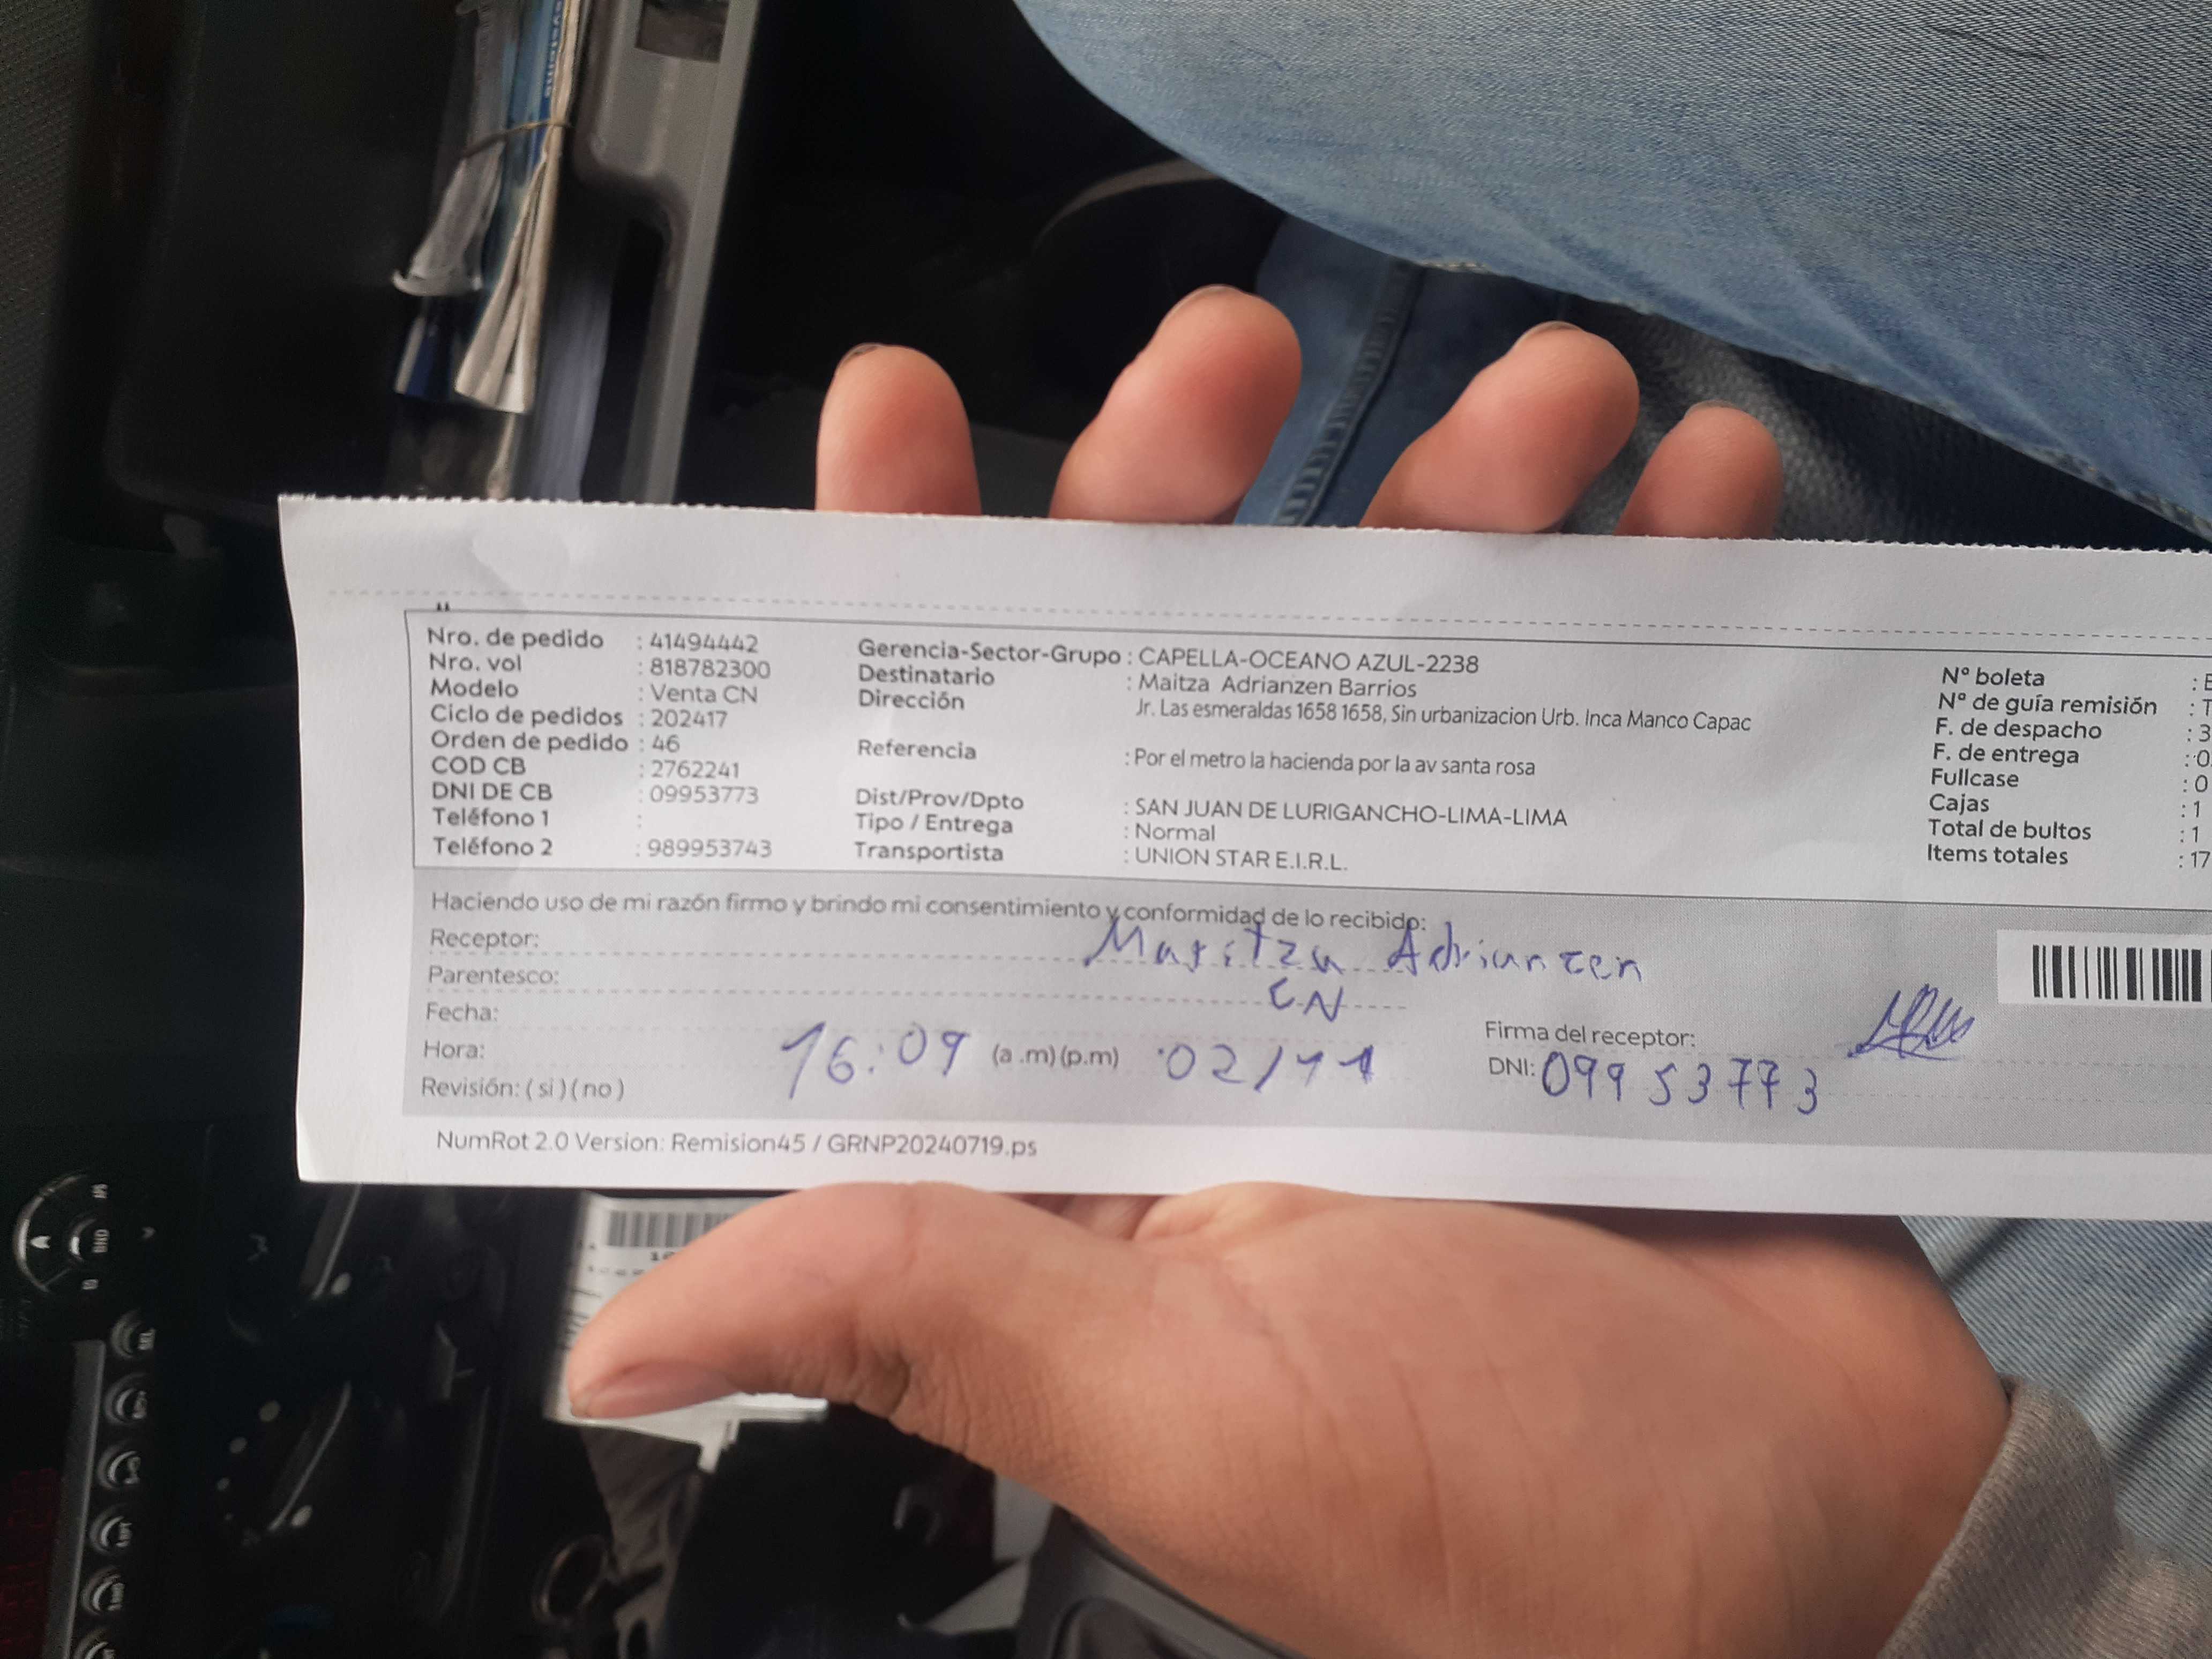 Nro. de pedido : 41494442
Nro. vol : 818782300
Modelo : Venta CN
Ciclo de pedidos : 202417
Orden de pedido : 46
COD CB : 2762241
DNI DE CB : 09953773
Teléfono 1 :
Teléfono 2 : 989953743
Gerencia-Sector-Grupo : CAPELLA-OCEANO AZUL-2238
Destinatario : Maitza Adrianzen Barrios
Dirección Jr. Las esmeraldas 1658 1658, Sin urbanizacion Urb. Inca Manco Capac
Referencia : Por el metro la hacienda por la av santa rosa
Dist/Prov/Dpto : SAN JUAN DE LURIGANCHO-LIMA-LIMA
Tipo / Entrega : Normal
Transportista : UNION STAR E.I.R.L.
Nº boleta :
Nº de guía remisión : T
F. de despacho : 3
F. de entrega : 0
Fullcase : 0
Cajas : 1
Total de bultos : 1
Items totales : 17
Haciendo uso de mi razón firmo y brindo mi consentimiento y conformidad de lo recibido:
Receptor: Maritza Adrianzen
Parentesco: CN
Fecha:
Hora: 16:09 (a .m)(p.m) 02/11
Revisión: ( si )( no )
Firma del receptor:
DNI: 09953773
NumRot 2.0 Version: Remision45 / GRNP20240719.ps